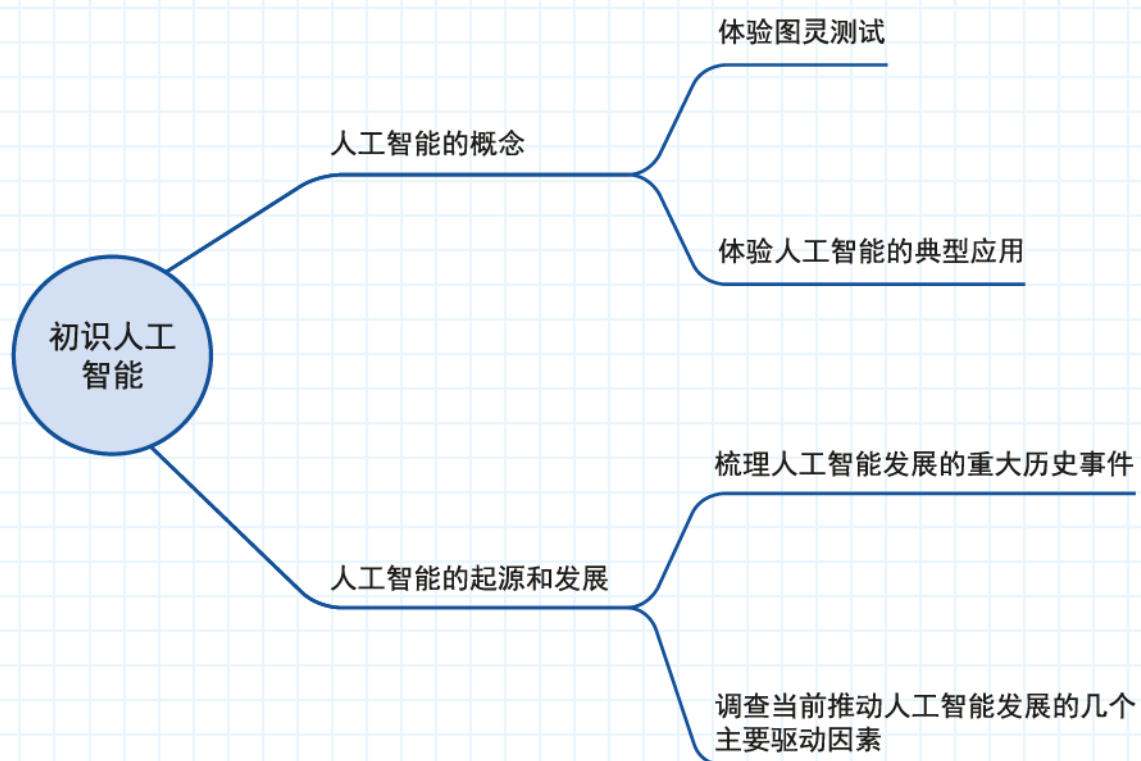 体验图灵测试
人工智能的概念
体验人工智能的典型应用
初识人工
智能
梳理人工智能发展的重大历史事件
人工智能的起源和发展
调查当前推动人工智能发展的几个
主要驱动因素